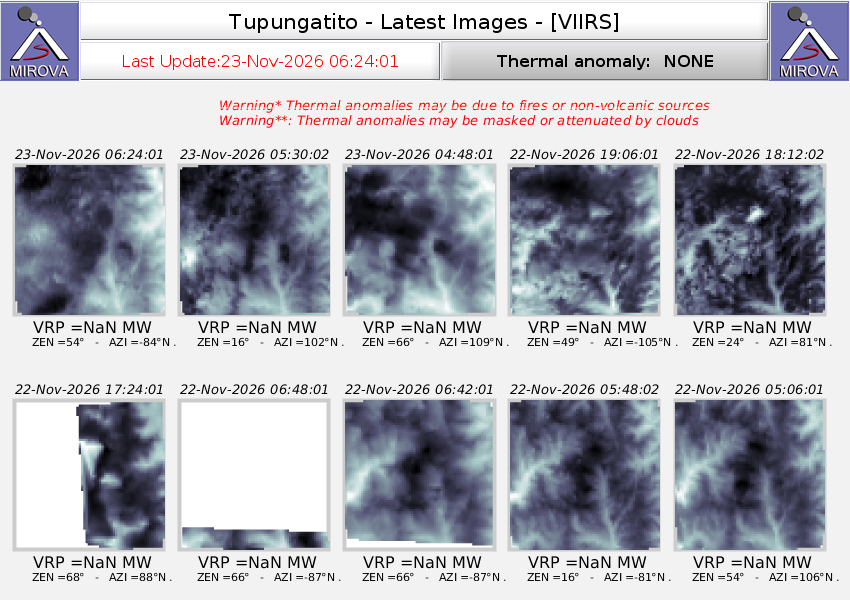 Tupungatito - Latest Images - [VIIRS]
MIROVA
Last Update:23-Nov-2026 06:24:01
Thermal anomaly: NONE
MIROVA
Warning* Thermal anomalies may be due to fires or non-volcanic sources
Warning**: Thermal anomalies may be masked or attenuated by clouds
23-Nov-2026 06:24:01 23-Nov-2026 05:30:02 23-Nov-2026 04:48:01 22-Nov-2026 19:06:01 22-Nov-2026 18:12:02
VRP =NaN MW VRP =NaN MW VRP =NaN MW VRP =NaN MW VRP =NaN MW
ZEN =54° - AZI =-84°N . ZEN =16° - AZI =102°N . ZEN =66° - AZI =109°N . ZEN =49° - AZI =-105°N . ZEN =24° - AZI =81°N .
22-Nov-2026 17:24:01 22-Nov-2026 06:48:01 22-Nov-2026 06:42:01 22-Nov-2026 05:48:02 22-Nov-2026 05:06:01
VRP =NaN MW VRP =NaN MW VRP =NaN MW VRP =NaN MW VRP =NaN MW
ZEN =68° - AZI =88°N . ZEN =66° - AZI =-87°N . ZEN =66° - AZI =-87°N . ZEN =16° - AZI =-81°N . ZEN =54° - AZI =106°N .